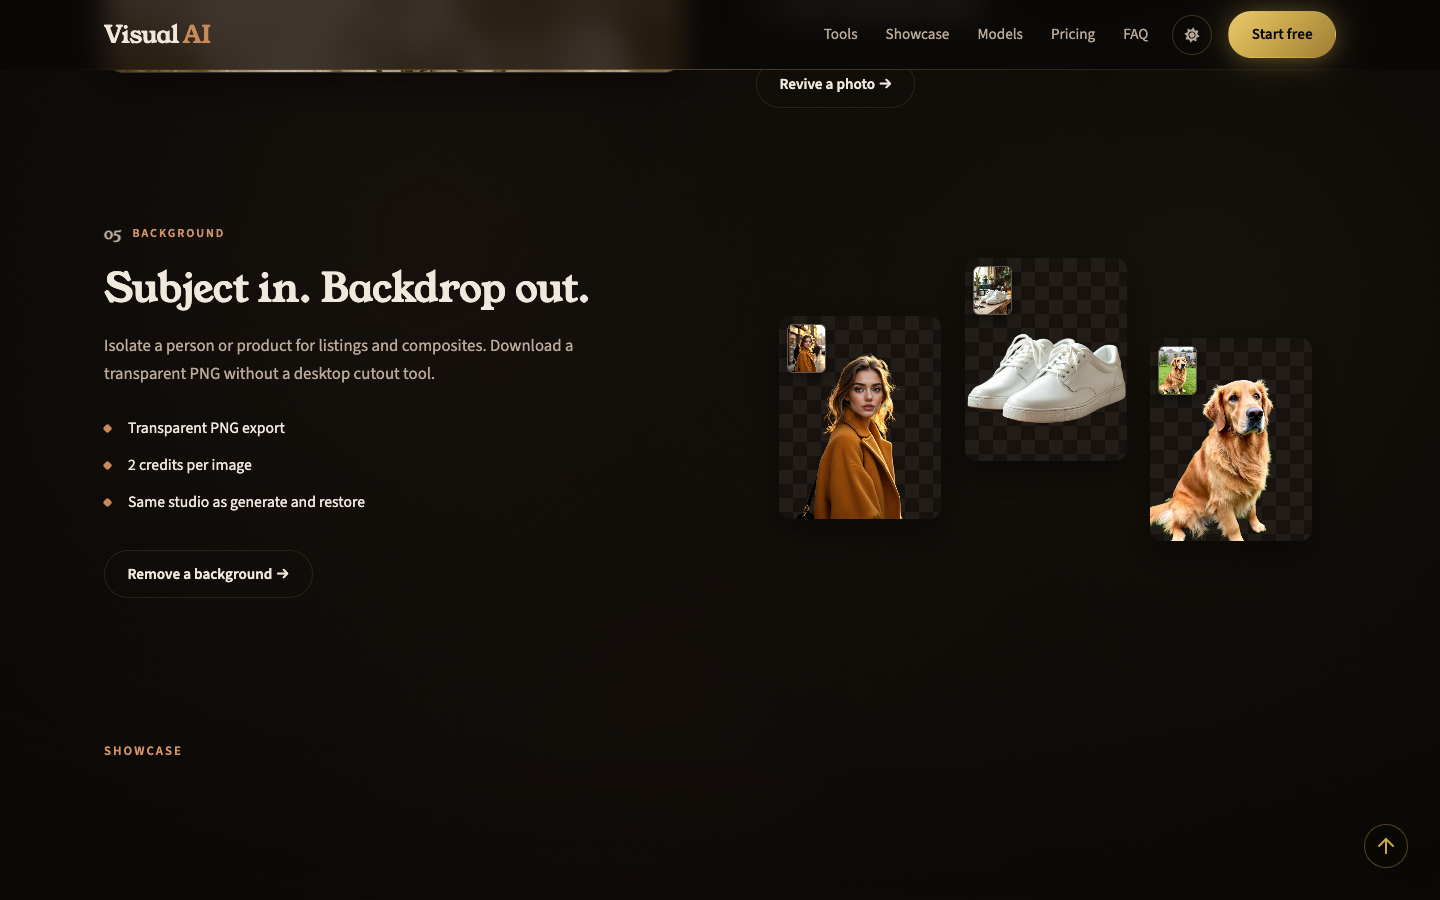 Visual AI
Tools
Showcase
Models
Pricing
FAQ
Start free
Revive a photo →
05 BACKGROUND
Subject in. Backdrop out.
Isolate a person or product for listings and composites. Download a
transparent PNG without a desktop cutout tool.
Transparent PNG export
2 credits per image
Same studio as generate and restore
Remove a background →
SHOWCASE